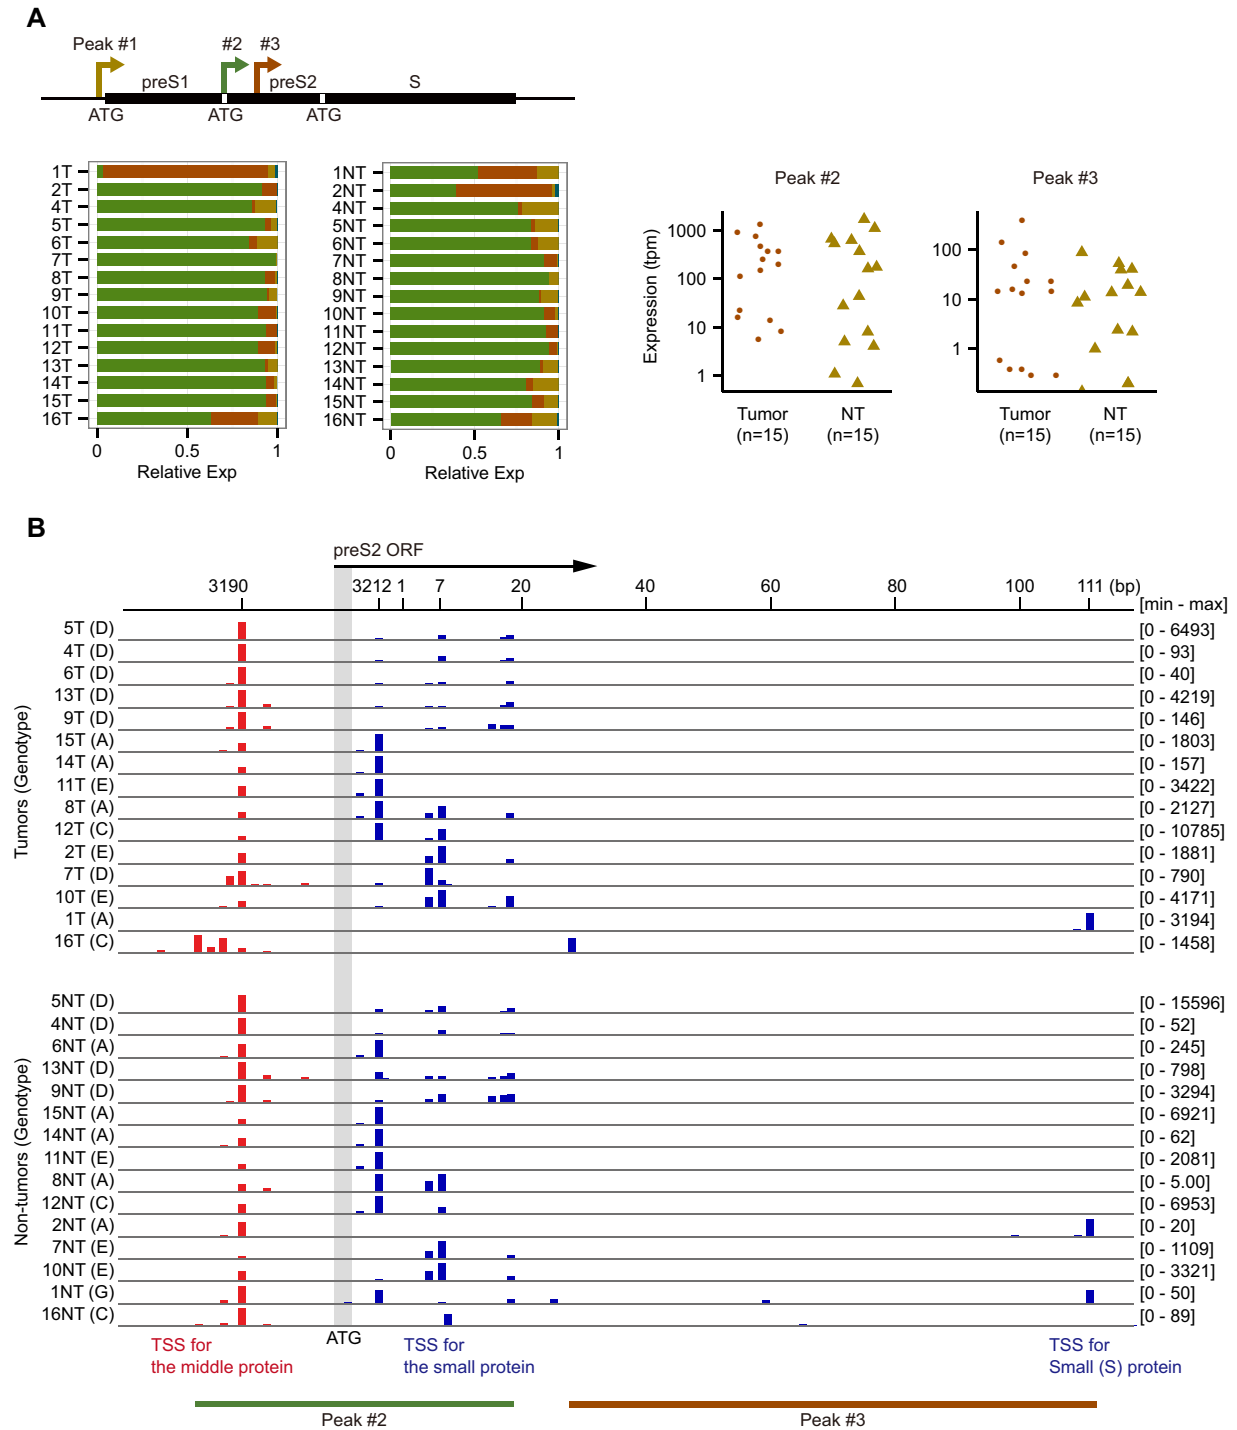 A
Peak #1 #2 #3
preS1 preS2 S
ATG ATG ATG
1T
2T
4T
5T
6T
7T
8T
9T
10T
11T
12T
13T
14T
15T
16T
0 0.5 1
Relative Exp
1NT
2NT
4NT
5NT
6NT
7NT
8NT
9NT
10NT
11NT
12NT
13NT
14NT
15NT
16NT
0 0.5 1
Relative Exp
Peak #2
Expression (tpm)
1000
100
10
1
Tumor NT
(n=15) (n=15)
Peak #3
100
10
1
Tumor NT
(n=15) (n=15)
B
preS2 ORF
3190 3212 1 7 20 40 60 80 100 111 (bp)
[min - max]
Tumors (Genotype)
5T (D) [0 - 6493]
4T (D) [0 - 93]
6T (D) [0 - 40]
13T (D) [0 - 4219]
9T (D) [0 - 146]
15T (A) [0 - 1803]
14T (A) [0 - 157]
11T (E) [0 - 3422]
8T (A) [0 - 2127]
12T (C) [0 - 10785]
2T (E) [0 - 1881]
7T (D) [0 - 790]
10T (E) [0 - 4171]
1T (A) [0 - 3194]
16T (C) [0 - 1458]
Non-tumors (Genotype)
5NT (D) [0 - 15596]
4NT (D) [0 - 52]
6NT (A) [0 - 245]
13NT (D) [0 - 798]
9NT (D) [0 - 3294]
15NT (A) [0 - 6921]
14NT (A) [0 - 62]
11NT (E) [0 - 2081]
8NT (A) [0 - 5.00]
12NT (C) [0 - 6953]
2NT (A) [0 - 20]
7NT (E) [0 - 1109]
10NT (E) [0 - 3321]
1NT (G) [0 - 50]
16NT (C) [0 - 89]
TSS for
the middle protein
ATG
TSS for
the small protein
TSS for
Small (S) protein
Peak #2
Peak #3